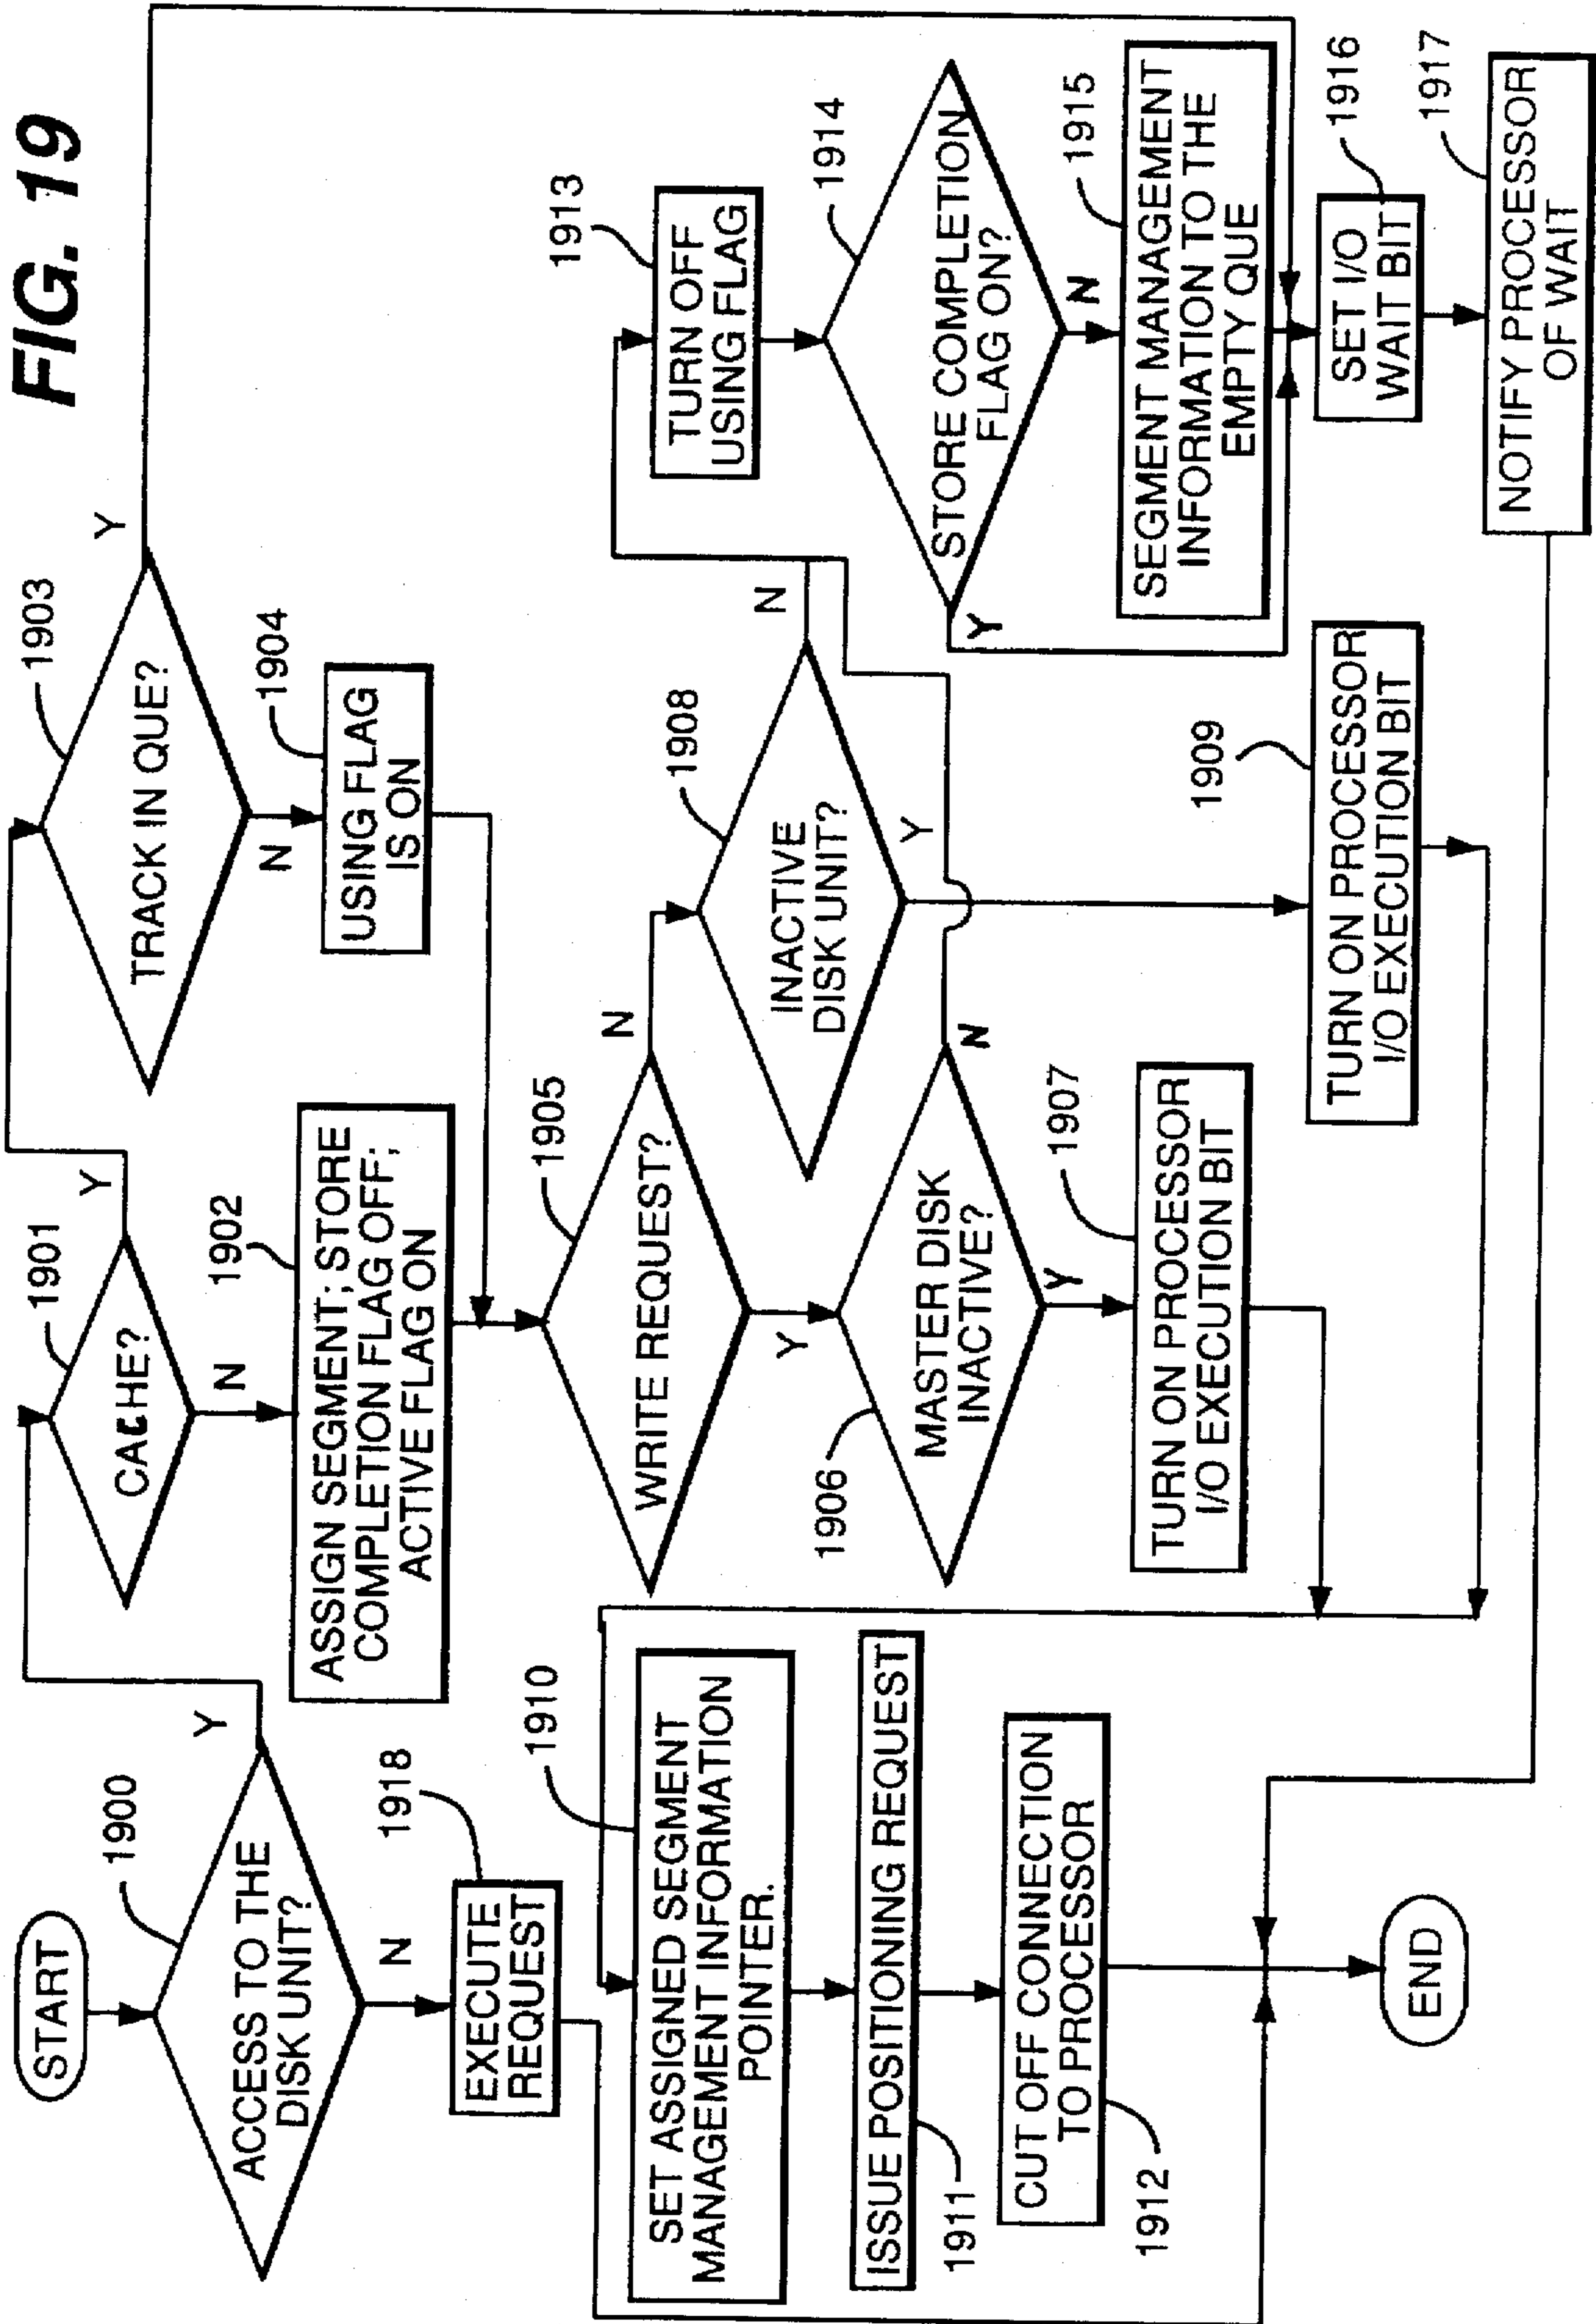 FIG. 19
START
1900
ACCESS TO THE
DISK UNIT?
Y
N
1918
EXECUTE
REQUEST
1910
SET ASSIGNED SEGMENT
MANAGEMENT INFORMATION
POINTER.
ISSUE POSITIONING REQUEST
1911
CUT OFF CONNECTION
TO PROCESSOR
1912
END
1901
CACHE?
Y
N
1902
ASSIGN SEGMENT; STORE
COMPLETION FLAG OFF;
ACTIVE FLAG ON
1903
TRACK IN QUE?
Y
N
1904
USING FLAG
IS ON
1905
WRITE REQUEST?
N
Y
1906
MASTER DISK
INACTIVE?
N
Y
1907
TURN ON PROCESSOR
I/O EXECUTION BIT
1908
INACTIVE
DISK UNIT?
N
Y
1909
TURN ON PROCESSOR
I/O EXECUTION BIT
1913
TURN OFF
USING FLAG
1914
STORE COMPLETION
FLAG ON?
Y
N
1915
SEGMENT MANAGEMENT
INFORMATION TO THE
EMPTY QUE
1916
SET I/O
WAIT BIT
1917
NOTIFY PROCESSOR
OF WAIT